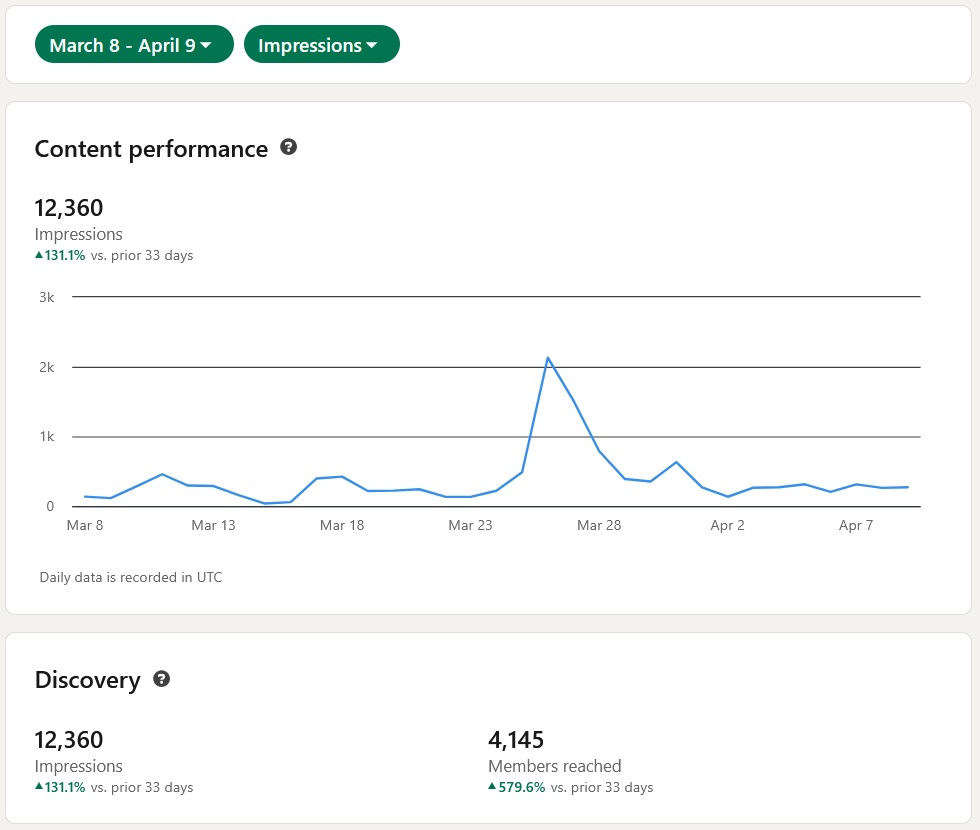 March 8 - April 9 Impressions
Content performance
12,360
Impressions
131.1% vs. prior 33 days
3k
2k
1k
0
Mar 8 Mar 13 Mar 18 Mar 23 Mar 28 Apr 2 Apr 7
Daily data is recorded in UTC
Discovery
12,360 4,145
Impressions Members reached
131.1% vs. prior 33 days 579.6% vs. prior 33 days